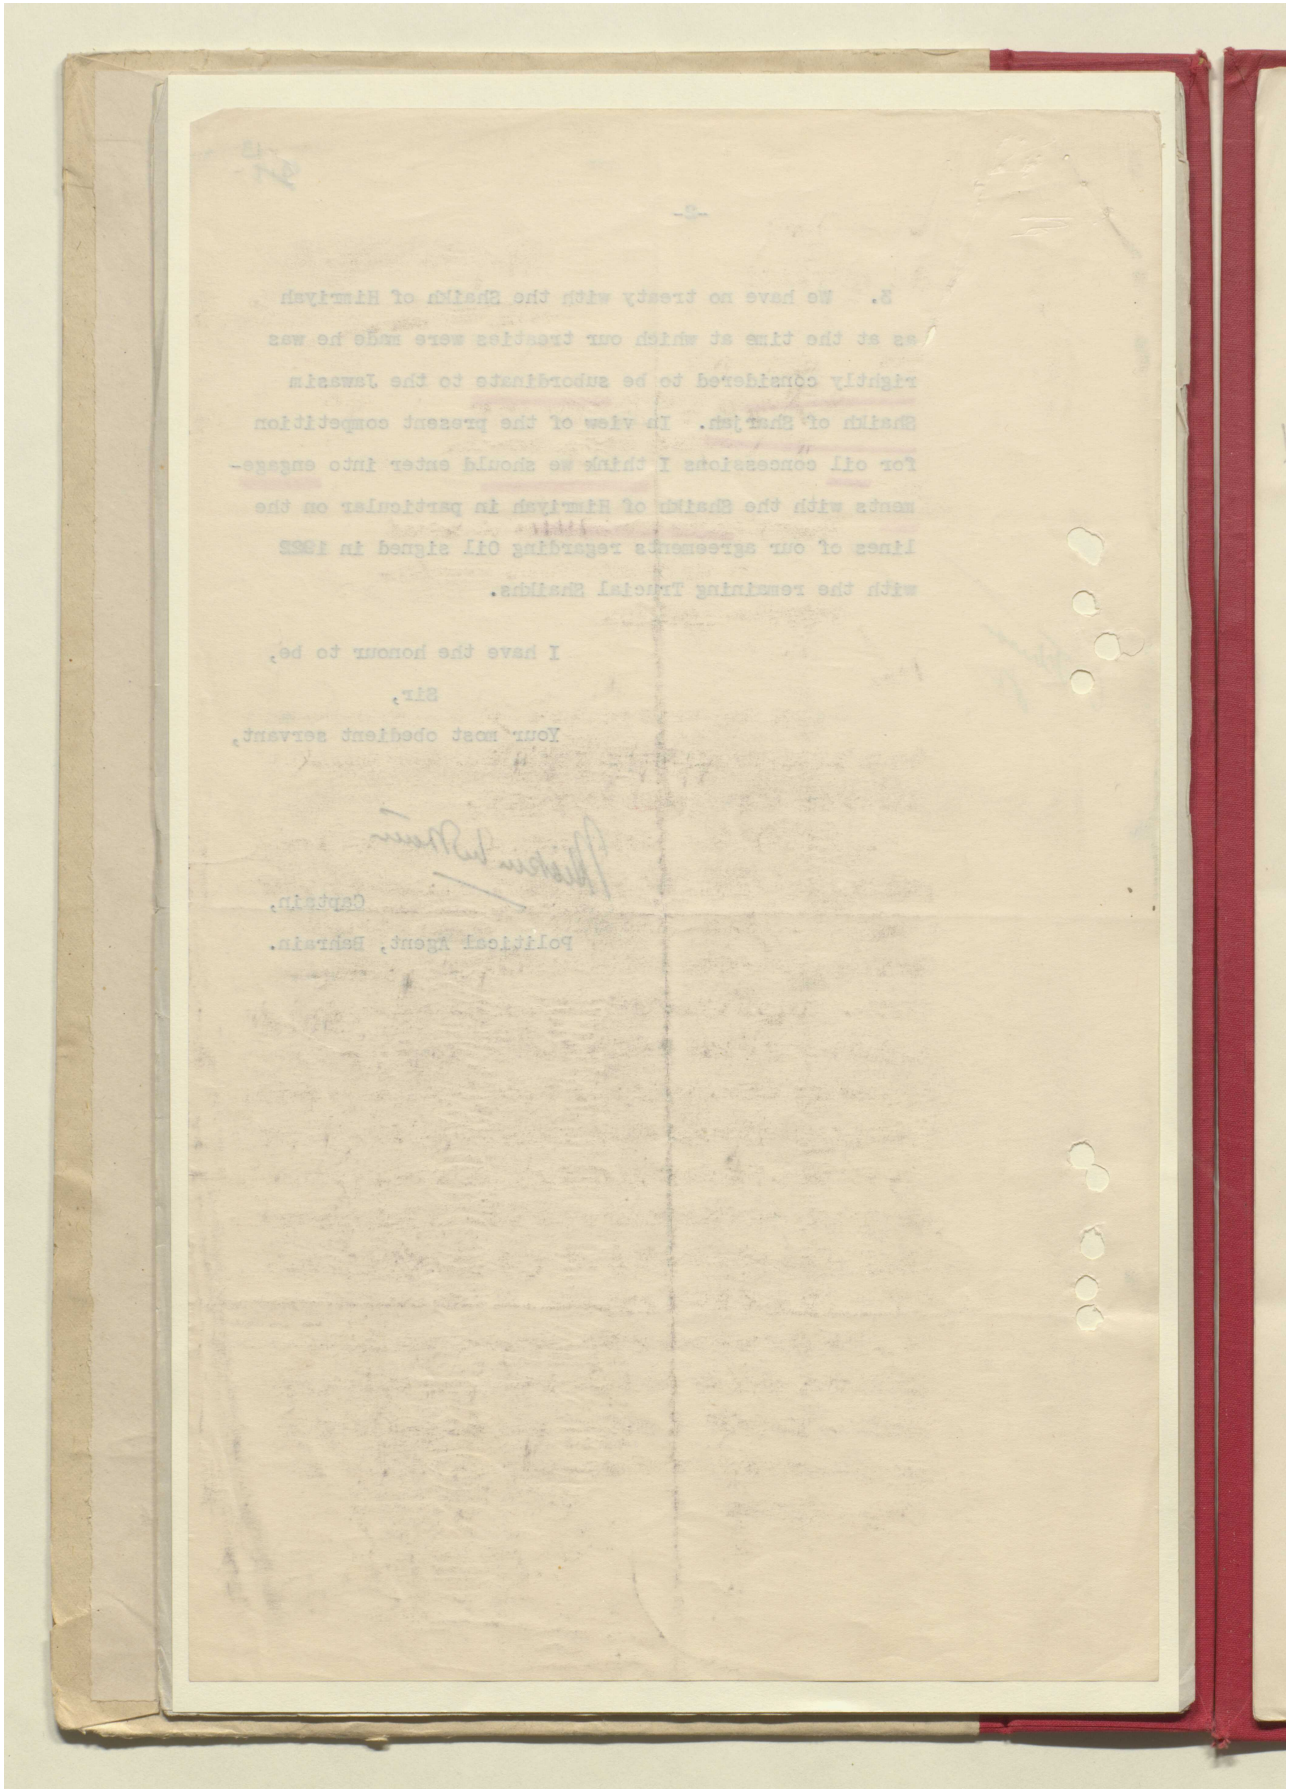 -2-
3. We have no treaty with the Shaikh of Himriyah
as at the time at which our treaties were made he was
rightly considered to be subordinate to the Jawasim
Shaikh of Sharjah. In view of the present competition
for oil concessions I think we should enter into engage-
ments with the Shaikh of Himriyah in particular on the
lines of our agreements regarding Oil signed in 1922
with the remaining Trucial Shaikhs.
I have the honour to be,
Sir,
Your most obedient servant,
Captain,
Political Agent, Bahrain.